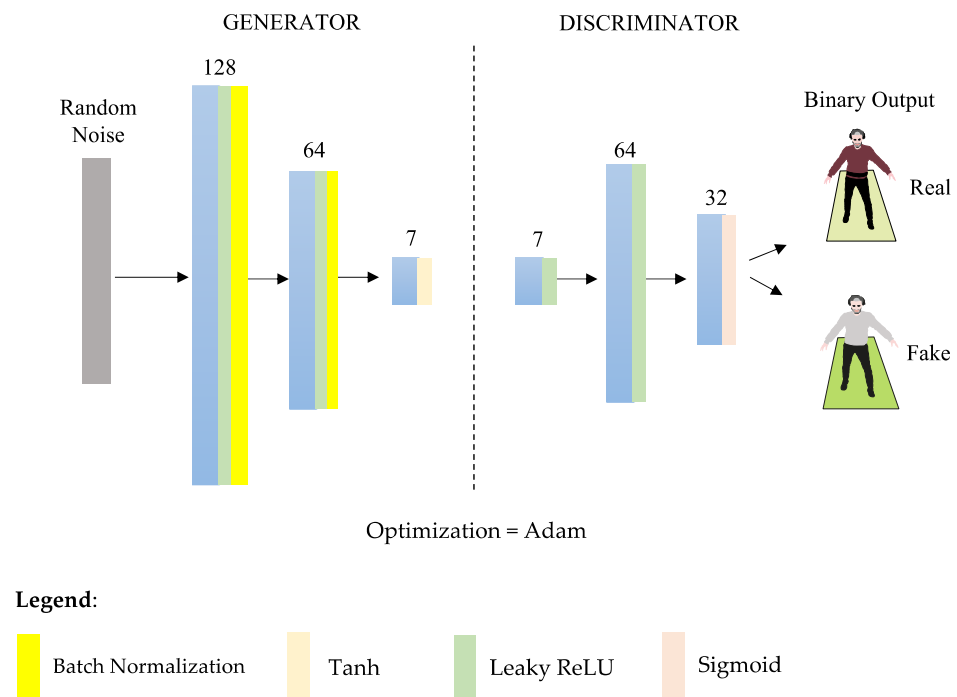 GENERATOR
DISCRIMINATOR
128
Random
Noise
64
7
7
64
32
Binary Output
Real
Fake
Optimization = Adam
Legend:
Batch Normalization
Tanh
Leaky ReLU
Sigmoid